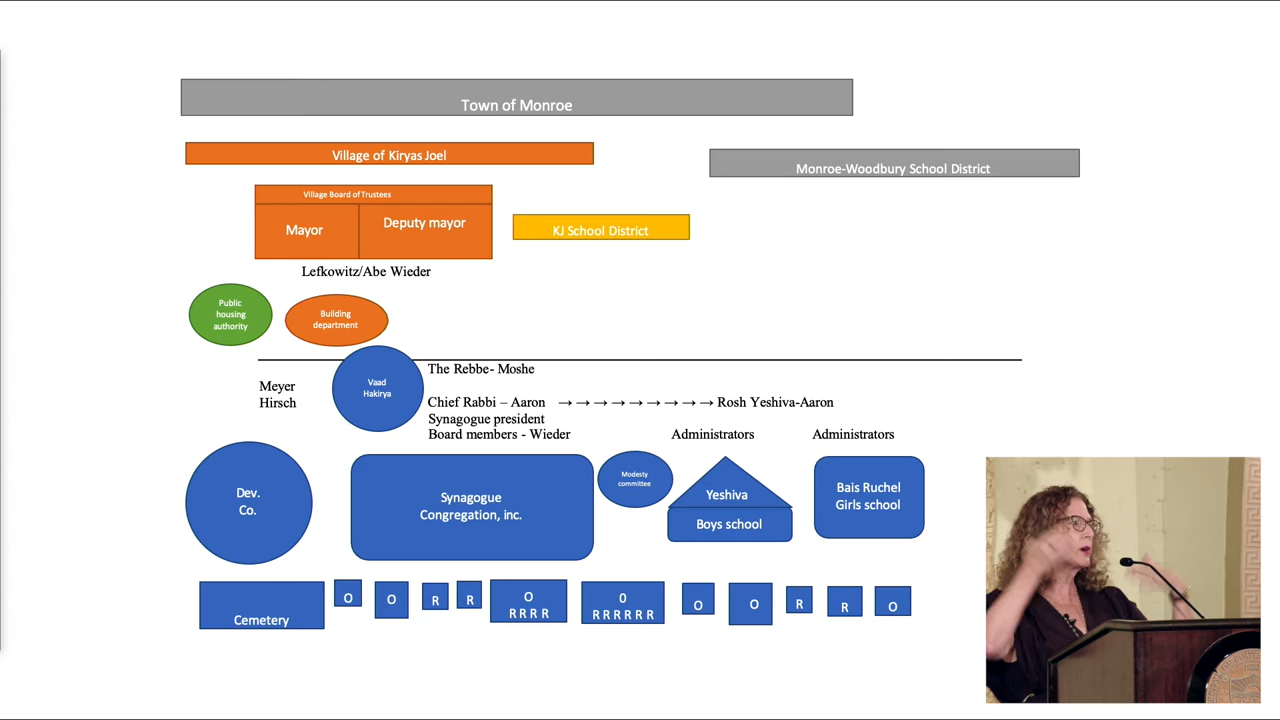 Town of Monroe
Village of Kiryas Joel
Monroe-Woodbury School District
Village Board of Trustees
Mayor
Deputy mayor
KJ School District
Lefkowitz/Abe Wieder
Public
housing
authority
Building
department
The Rebbe- Moshe
Meyer
Hirsch
Vaad
Hakirya
Chief Rabbi – Aaron → → → → → → → → → Rosh Yeshiva-Aaron
Synagogue president
Board members - Wieder
Administrators
Administrators
Dev.
Co.
Synagogue
Congregation, inc.
Modesty
committee
Yeshiva
Boys school
Bais Ruchel
Girls school
Cemetery
O
O
R
R
O
R R R R
0
R R R R R R
O
O
R
R
O